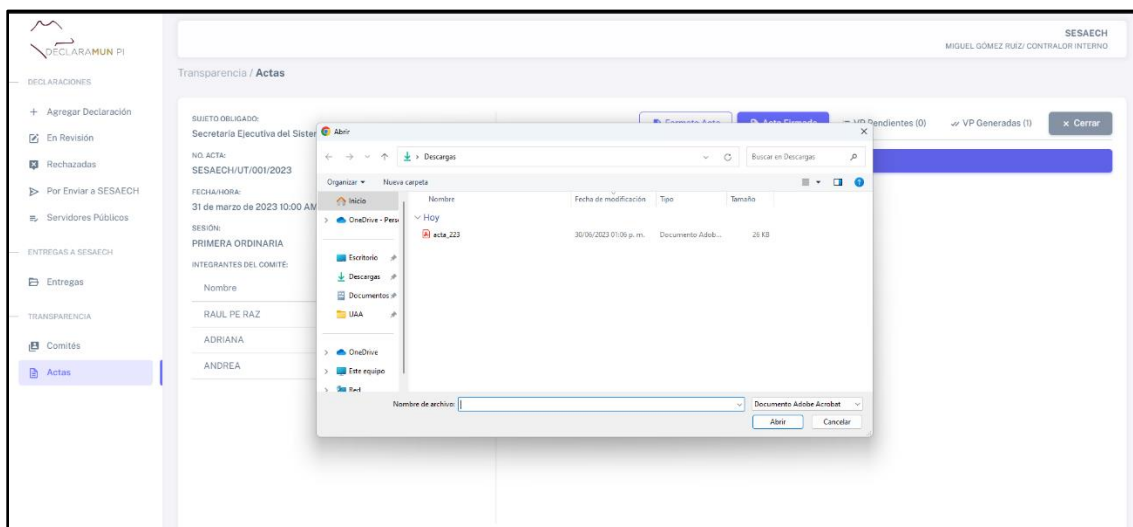 DECLARAMUN PI
SESAECH
MIGUEL GÓMEZ RUIZ/ CONTRALOR INTERNO
DECLARACIONES
+ Agregar Declaración
En Revisión
Rechazadas
Por Enviar a SESAECH
Servidores Públicos
ENTREGAS A SESAECH
Entregas
TRANSPARENCIA
Comités
Actas
Transparencia / Actas
SUJETO OBLIGADO:
Secretaría Ejecutiva del Sister
NO. ACTA:
SESAECH/UT/001/2023
FECHA/HORA:
31 de marzo de 2023 10:00 AM
SESIÓN:
PRIMERA ORDINARIA
INTEGRANTES DEL COMITÉ:
Nombre
RAUL PE RAZ
ADRIANA
ANDREA
Formato Acta
Acta Firmada
VP Pendientes (0)
VP Generadas (1)
× Cerrar
Abrir
Descargas
Buscar en Descargas
Organizar
Nueva carpeta
Inicio
OneDrive - Perso
Escritorio
Descargas
Documentos
UAA
OneDrive
Este equipo
Red
Nombre
Fecha de modificación
Tipo
Tamaño
Hoy
acta_223
30/06/2023 01:06 p. m.
Documento Adob...
26 KB
Nombre de archivo:
Documento Adobe Acrobat
Abrir
Cancelar